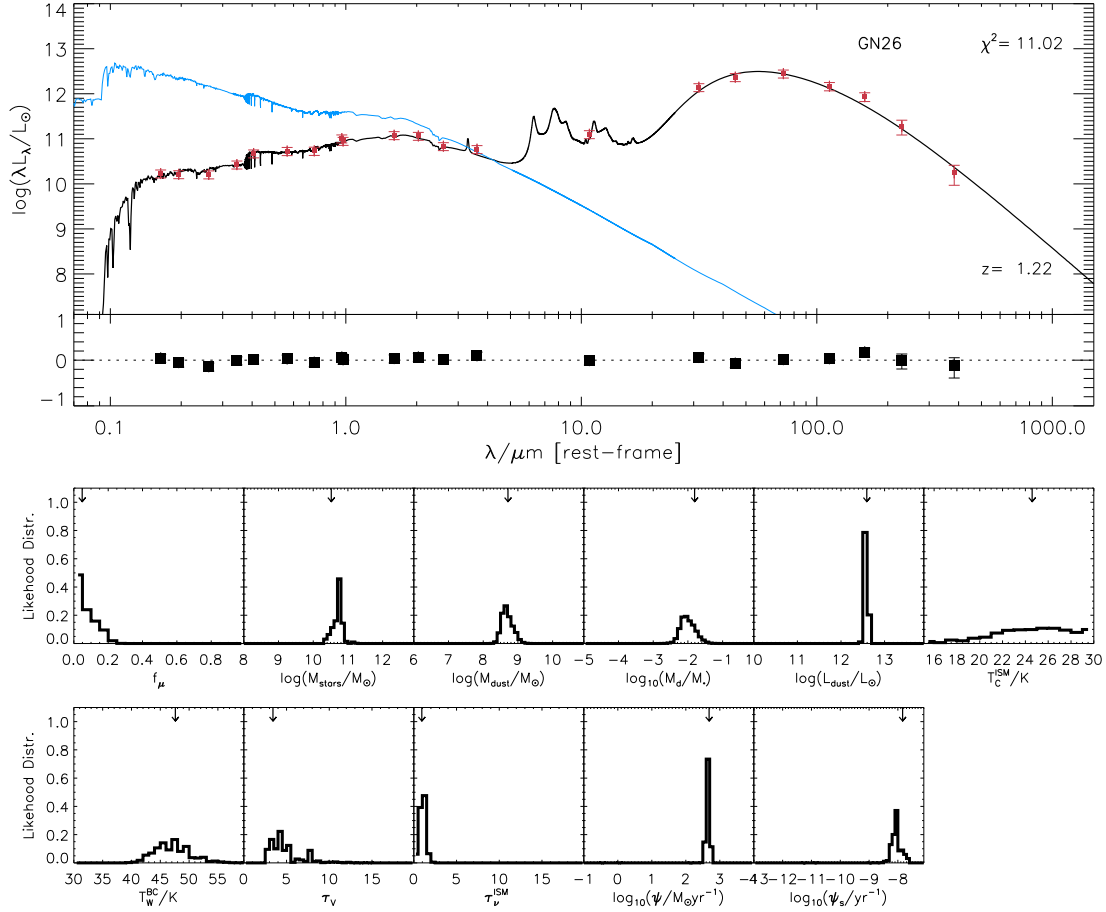 14
13
12
11
10
9
8
log(λL_λ/L_⊙)
GN26
χ²= 11.02
z= 1.22
1
0
−1
0.1 1.0 10.0 100.0 1000.0
λ/μm [rest−frame]
Likehood Distr.
1.0
0.8
0.6
0.4
0.2
0.0
0.0 0.2 0.4 0.6 0.8
8 9 10 11 12
6 7 8 9 10
−5 −4 −3 −2 −1
10 11 12 13
16 18 20 22 24 26 28 30
f_μ
log(M_stars/M_⊙)
log(M_dust/M_⊙)
log₁₀(M_d/M_*)
log(L_dust/L_⊙)
T_C^ISM/K
Likehood Distr.
1.0
0.8
0.6
0.4
0.2
0.0
30 35 40 45 50 55
0 5 10 15
0 5 10 15
−1 0 1 2 3
−4 −13 −12 −11 −10 −9 −8
T_W^BC/K
τ_V
τ_V^ISM
log₁₀(ψ/M_⊙yr⁻¹)
log₁₀(ψ_s/yr⁻¹)